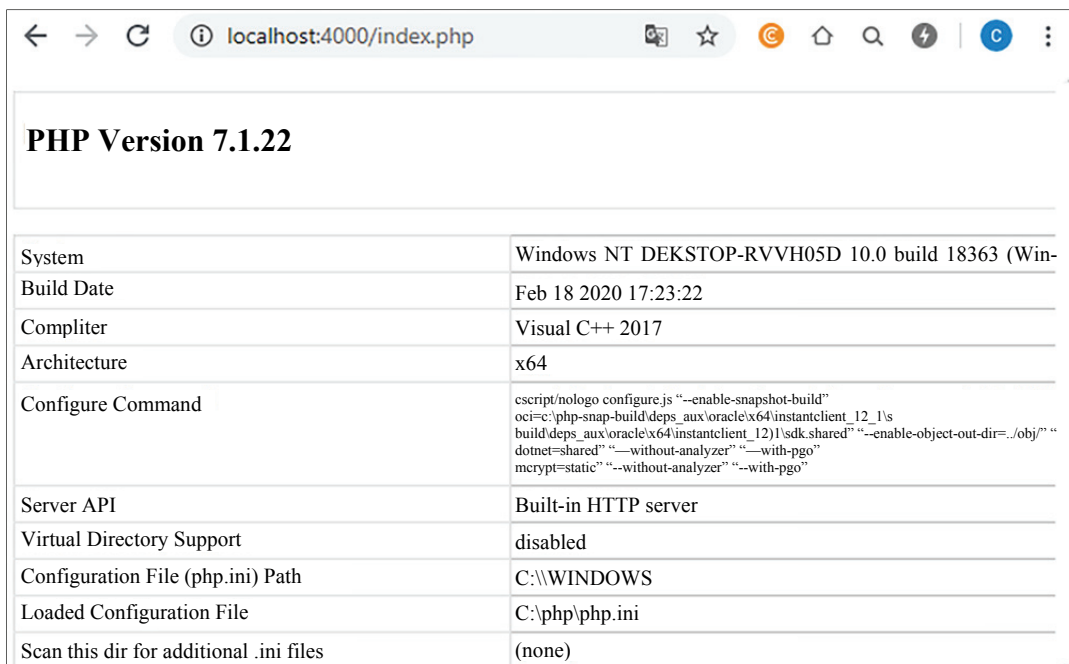 localhost:4000/index.php
C
PHP Version 7.1.22
System
Windows NT DEKSTOP-RVVH05D 10.0 build 18363 (Win-
Build Date
Feb 18 2020 17:23:22
Compliter
Visual C++ 2017
Architecture
x64
Configure Command
cscript/nologo configure.js “--enable-snapshot-build”
oci=c:\php-snap-build\deps_aux\oracle\x64\instantclient_12_1\s
build\deps_aux\oracle\x64\instantclient_12)1\sdk.shared” “--enable-object-out-dir=../obj/” “
dotnet=shared” “—without-analyzer” “—with-pgo”
mcrypt=static” “--without-analyzer” “--with-pgo”
Server API
Built-in HTTP server
Virtual Directory Support
disabled
Configuration File (php.ini) Path
C:\\WINDOWS
Loaded Configuration File
C:\php\php.ini
Scan this dir for additional .ini files
(none)